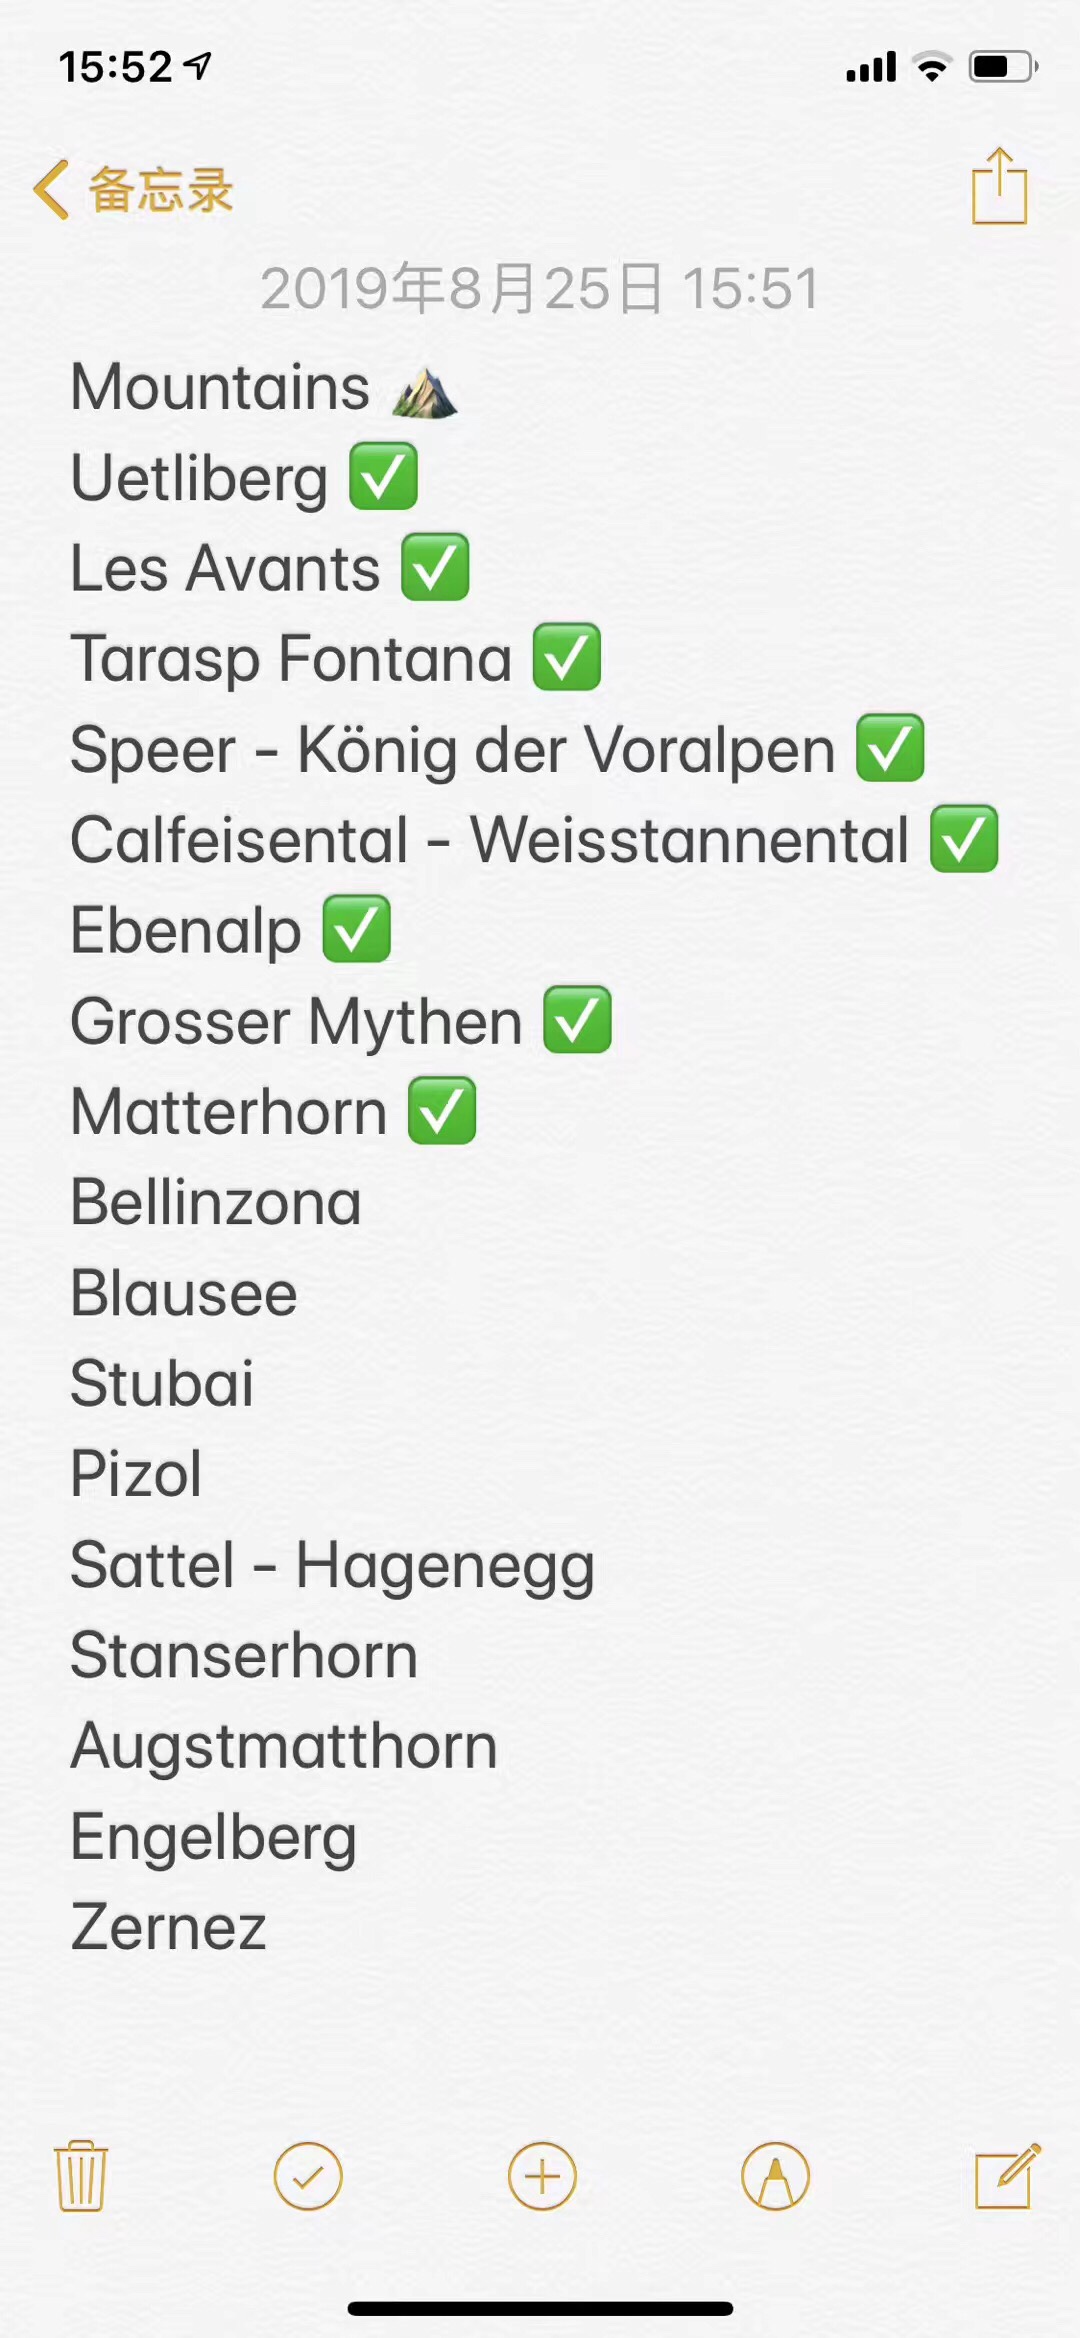 15:52
备忘录
2019年8月25日 15:51
Mountains ⛰️
Uetliberg ✅
Les Avants ✅
Tarasp Fontana ✅
Speer - König der Voralpen ✅
Calfeisental - Weisstannental ✅
Ebenalp ✅
Grosser Mythen ✅
Matterhorn ✅
Bellinzona
Blausee
Stubai
Pizol
Sattel - Hagenegg
Stanserhorn
Augstmatthorn
Engelberg
Zernez